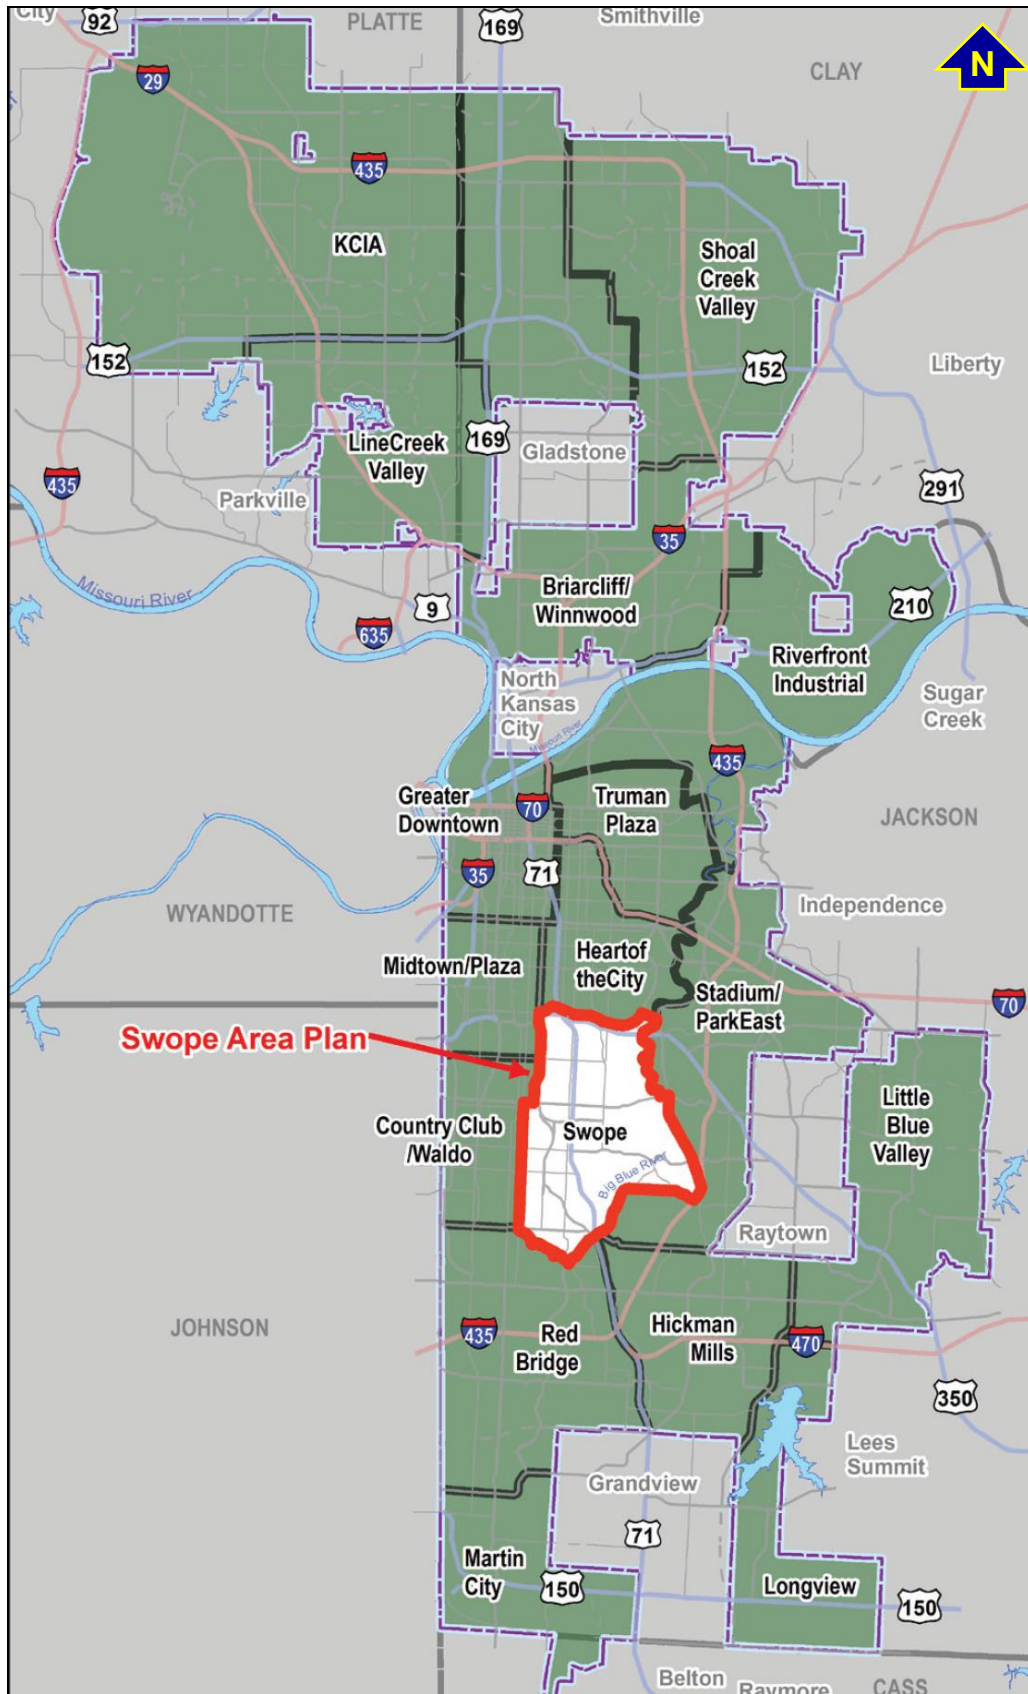 City
92
PLATTE
169
Smithville
N
29
CLAY
435
KCIA
Shoal
Creek
Valley
152
152
Liberty
LineCreek
Valley
169
Gladstone
435
Parkville
291
35
Missouri River
9
Briarcliff/
Winnwood
210
635
Riverfront
Industrial
North
Kansas
City
Sugar
Creek
Missouri River
435
Greater
Downtown
70
Truman
Plaza
JACKSON
35
71
WYANDOTTE
Independence
Midtown/Plaza
Heartof
theCity
Stadium/
ParkEast
70
Swope Area Plan
Little
Blue
Valley
Country Club
/Waldo
Swope
Big Blue River
Raytown
JOHNSON
435
Red
Bridge
Hickman
Mills
470
350
Lees
Summit
Grandview
71
Martin
City
150
Longview
150
Belton
Raymore
CASS